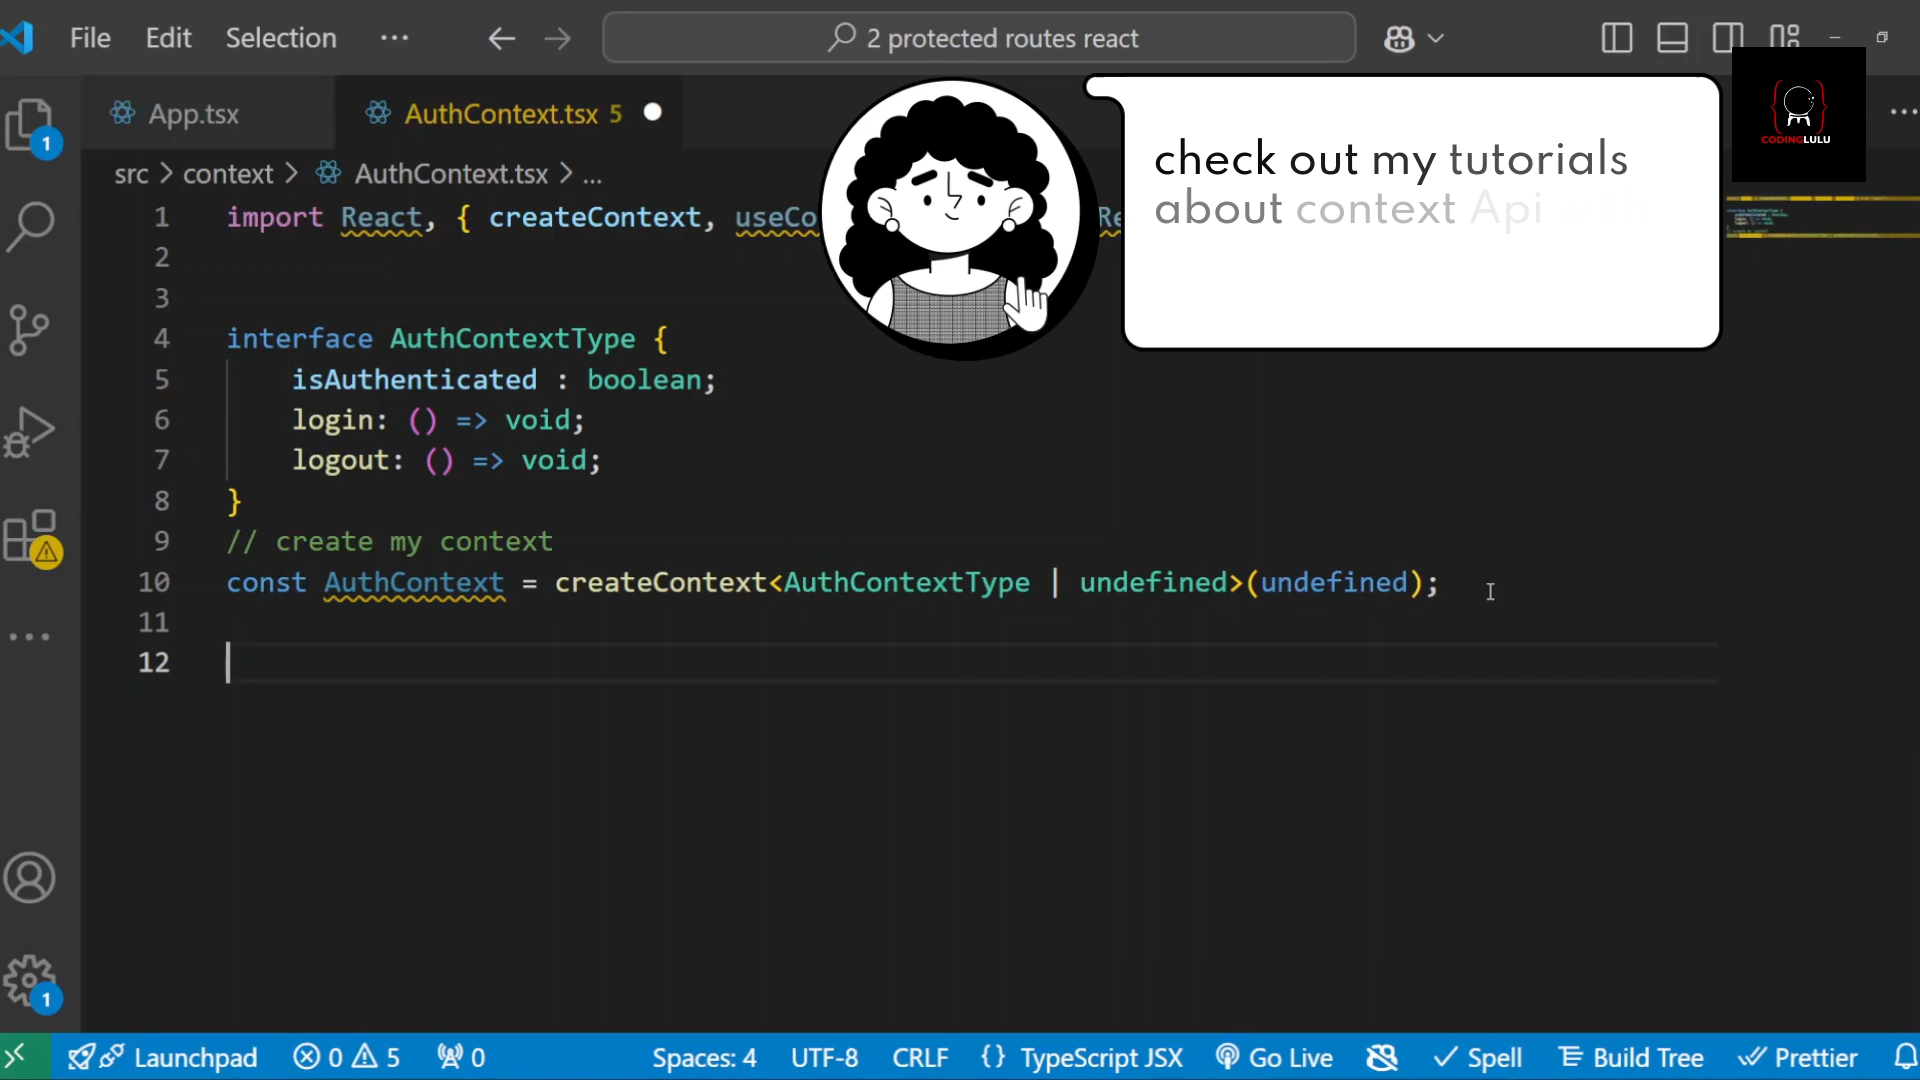 File Edit Selection ···
2 protected routes react
App.tsx
AuthContext.tsx 5
src > context > AuthContext.tsx > ...
1 import React, { createContext, useCo
2
3
4 interface AuthContextType {
5 isAuthenticated : boolean;
6 login: () => void;
7 logout: () => void;
8 }
9 // create my context
10 const AuthContext = createContext<AuthContextType | undefined>(undefined);
11
12
check out my tutorials
about context Api
CODINGLULU
1
1
Launchpad 0 5 0 Spaces: 4 UTF-8 CRLF {} TypeScript JSX Go Live Spell Build Tree Prettier